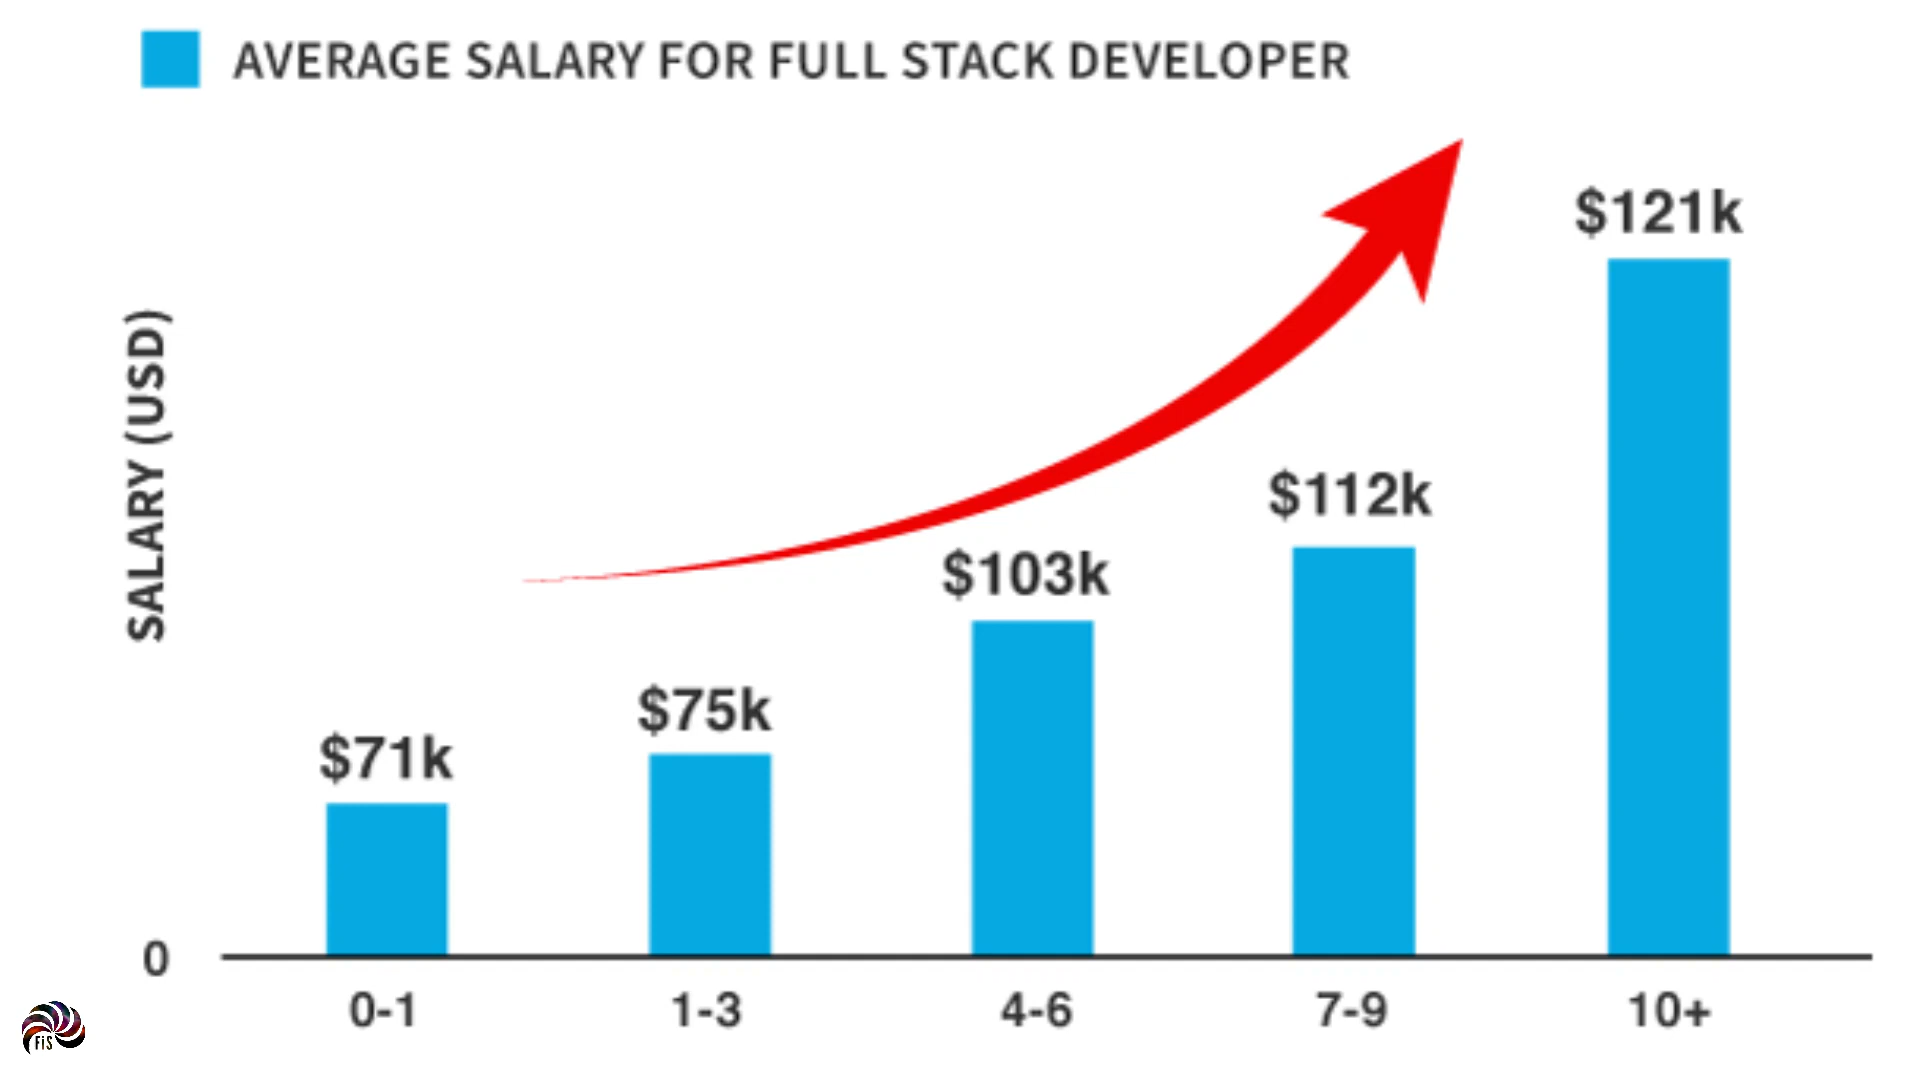 AVERAGE SALARY FOR FULL STACK DEVELOPER
SALARY (USD)
$121k
$112k
$103k
$75k
$71k
0
0-1 1-3 4-6 7-9 10+
FiS